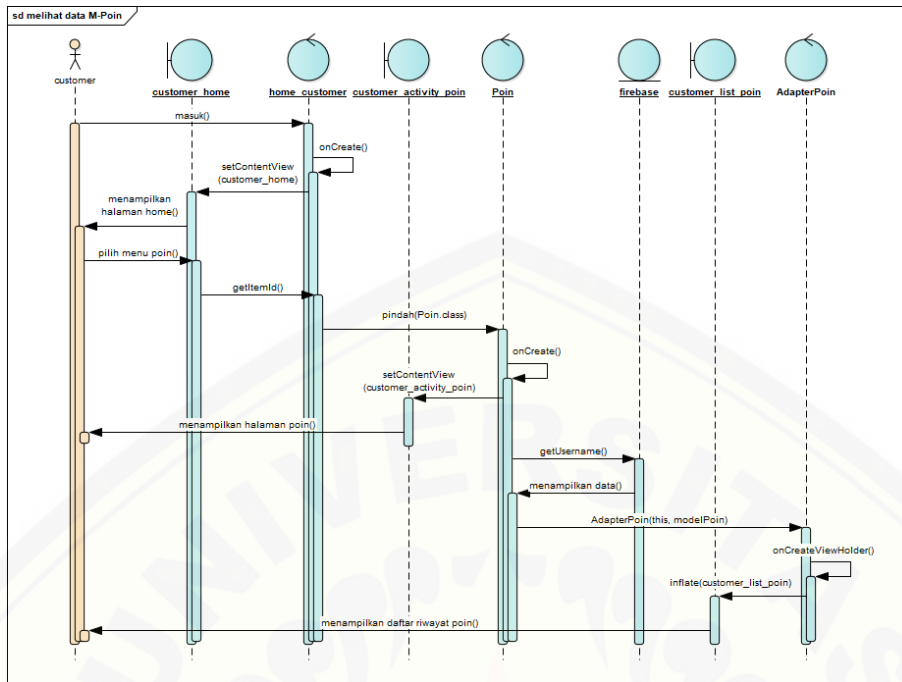 sd melihat data M-Poin
customer
customer_home
home_customer
customer_activity_poin
Poin
firebase
customer_list_poin
AdapterPoin
masuk()
onCreate()
setContentView
(customer_home)
menampilkan
halaman home()
pilih menu poin()
getItemId()
pindah(Poin.class)
onCreate()
setContentView
(customer_activity_poin)
menampilkan halaman poin()
getUsername()
menampilkan data()
AdapterPoin(this, modelPoin)
onCreateViewHolder()
inflate(customer_list_poin)
menampilkan daftar riwayat poin()
UNIVERSITAS